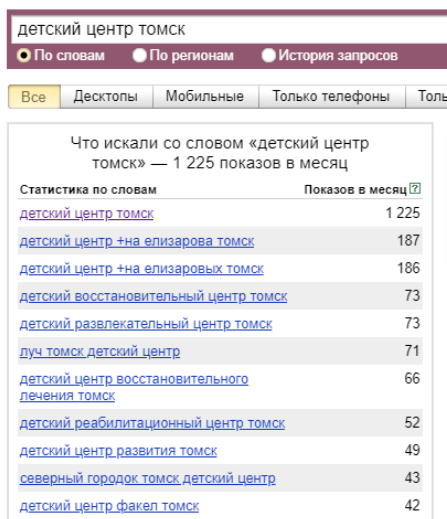 детский центр томск
По словам По регионам История запросов
Все Десктопы Мобильные Только телефоны Толь
Что искали со словом «детский центр
томск» — 1 225 показов в месяц
Статистика по словам Показов в месяц ?
детский центр томск 1 225
детский центр +на елизарова томск 187
детский центр +на елизаровых томск 186
детский восстановительный центр томск 73
детский развлекательный центр томск 73
луч томск детский центр 71
детский центр восстановительного 66
лечения томск
детский реабилитационный центр томск 52
детский центр развития томск 49
северный городок томск детский центр 43
детский центр факел томск 42